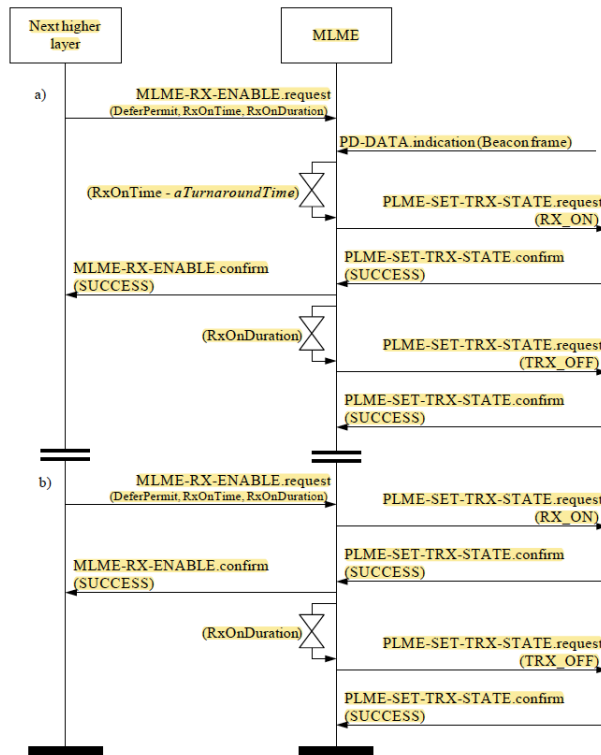 Next higher
layer
MLME
a)
MLME-RX-ENABLE.request
(DeferPermit, RxOnTime, RxOnDuration)
PD-DATA.indication (Beacon frame)
(RxOnTime - aTurnaroundTime)
PLME-SET-TRX-STATE.request
(RX_ON)
PLME-SET-TRX-STATE.confirm
(SUCCESS)
MLME-RX-ENABLE.confirm
(SUCCESS)
(RxOnDuration)
PLME-SET-TRX-STATE.request
(TRX_OFF)
PLME-SET-TRX-STATE.confirm
(SUCCESS)
b)
MLME-RX-ENABLE.request
(DeferPermit, RxOnTime, RxOnDuration)
PLME-SET-TRX-STATE.request
(RX_ON)
PLME-SET-TRX-STATE.confirm
(SUCCESS)
MLME-RX-ENABLE.confirm
(SUCCESS)
(RxOnDuration)
PLME-SET-TRX-STATE.request
(TRX_OFF)
PLME-SET-TRX-STATE.confirm
(SUCCESS)